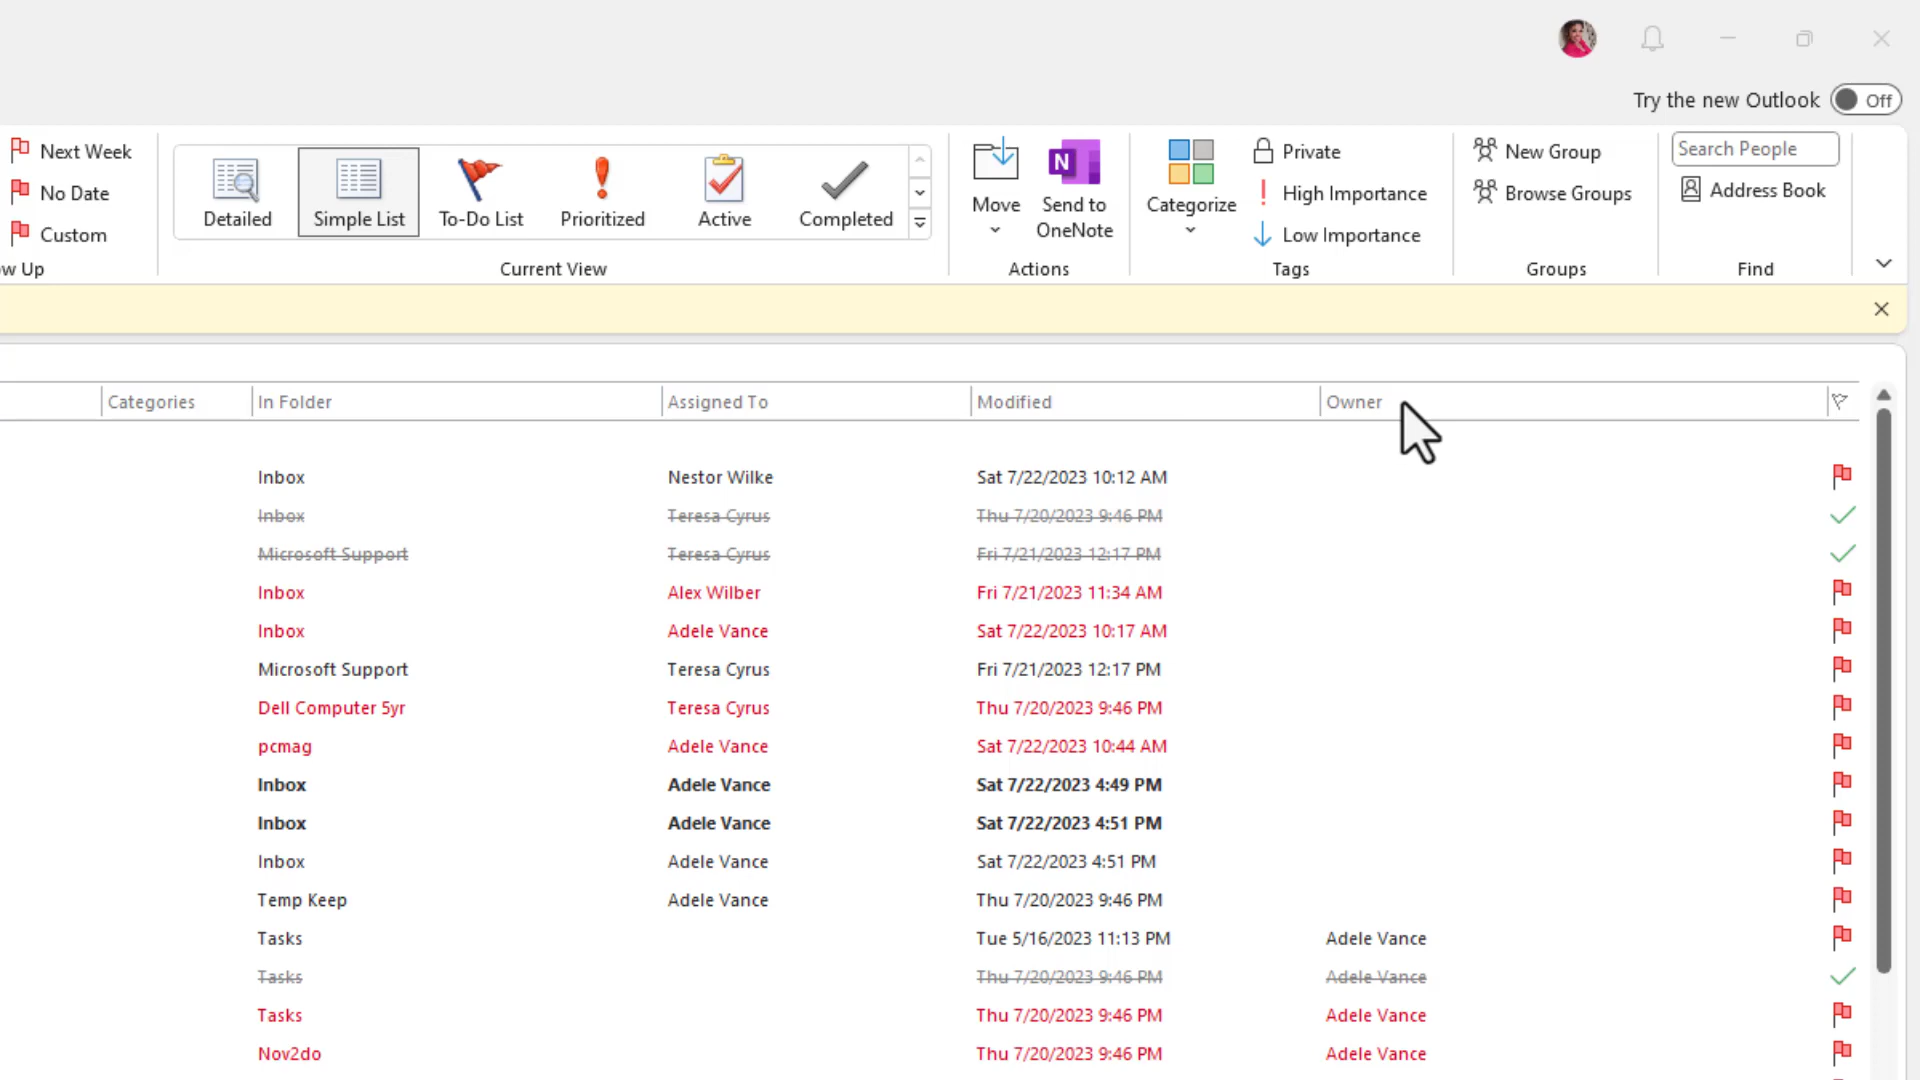 Try the new Outlook Off
Next Week
No Date
Custom
w Up
Detailed
Simple List
To-Do List
Prioritized
Active
Completed
Current View
Move
Send to
OneNote
Actions
Categorize
Private
High Importance
Low Importance
Tags
New Group
Browse Groups
Groups
Search People
Address Book
Find
Categories In Folder Assigned To Modified Owner
Inbox Nestor Wilke Sat 7/22/2023 10:12 AM
Inbox Teresa Cyrus Thu 7/20/2023 9:46 PM
Microsoft Support Teresa Cyrus Fri 7/21/2023 12:17 PM
Inbox Alex Wilber Fri 7/21/2023 11:34 AM
Inbox Adele Vance Sat 7/22/2023 10:17 AM
Microsoft Support Teresa Cyrus Fri 7/21/2023 12:17 PM
Dell Computer 5yr Teresa Cyrus Thu 7/20/2023 9:46 PM
pcmag Adele Vance Sat 7/22/2023 10:44 AM
Inbox Adele Vance Sat 7/22/2023 4:49 PM
Inbox Adele Vance Sat 7/22/2023 4:51 PM
Inbox Adele Vance Sat 7/22/2023 4:51 PM
Temp Keep Adele Vance Thu 7/20/2023 9:46 PM
Tasks Tue 5/16/2023 11:13 PM Adele Vance
Tasks Thu 7/20/2023 9:46 PM Adele Vance
Tasks Thu 7/20/2023 9:46 PM Adele Vance
Nov2do Thu 7/20/2023 9:46 PM Adele Vance